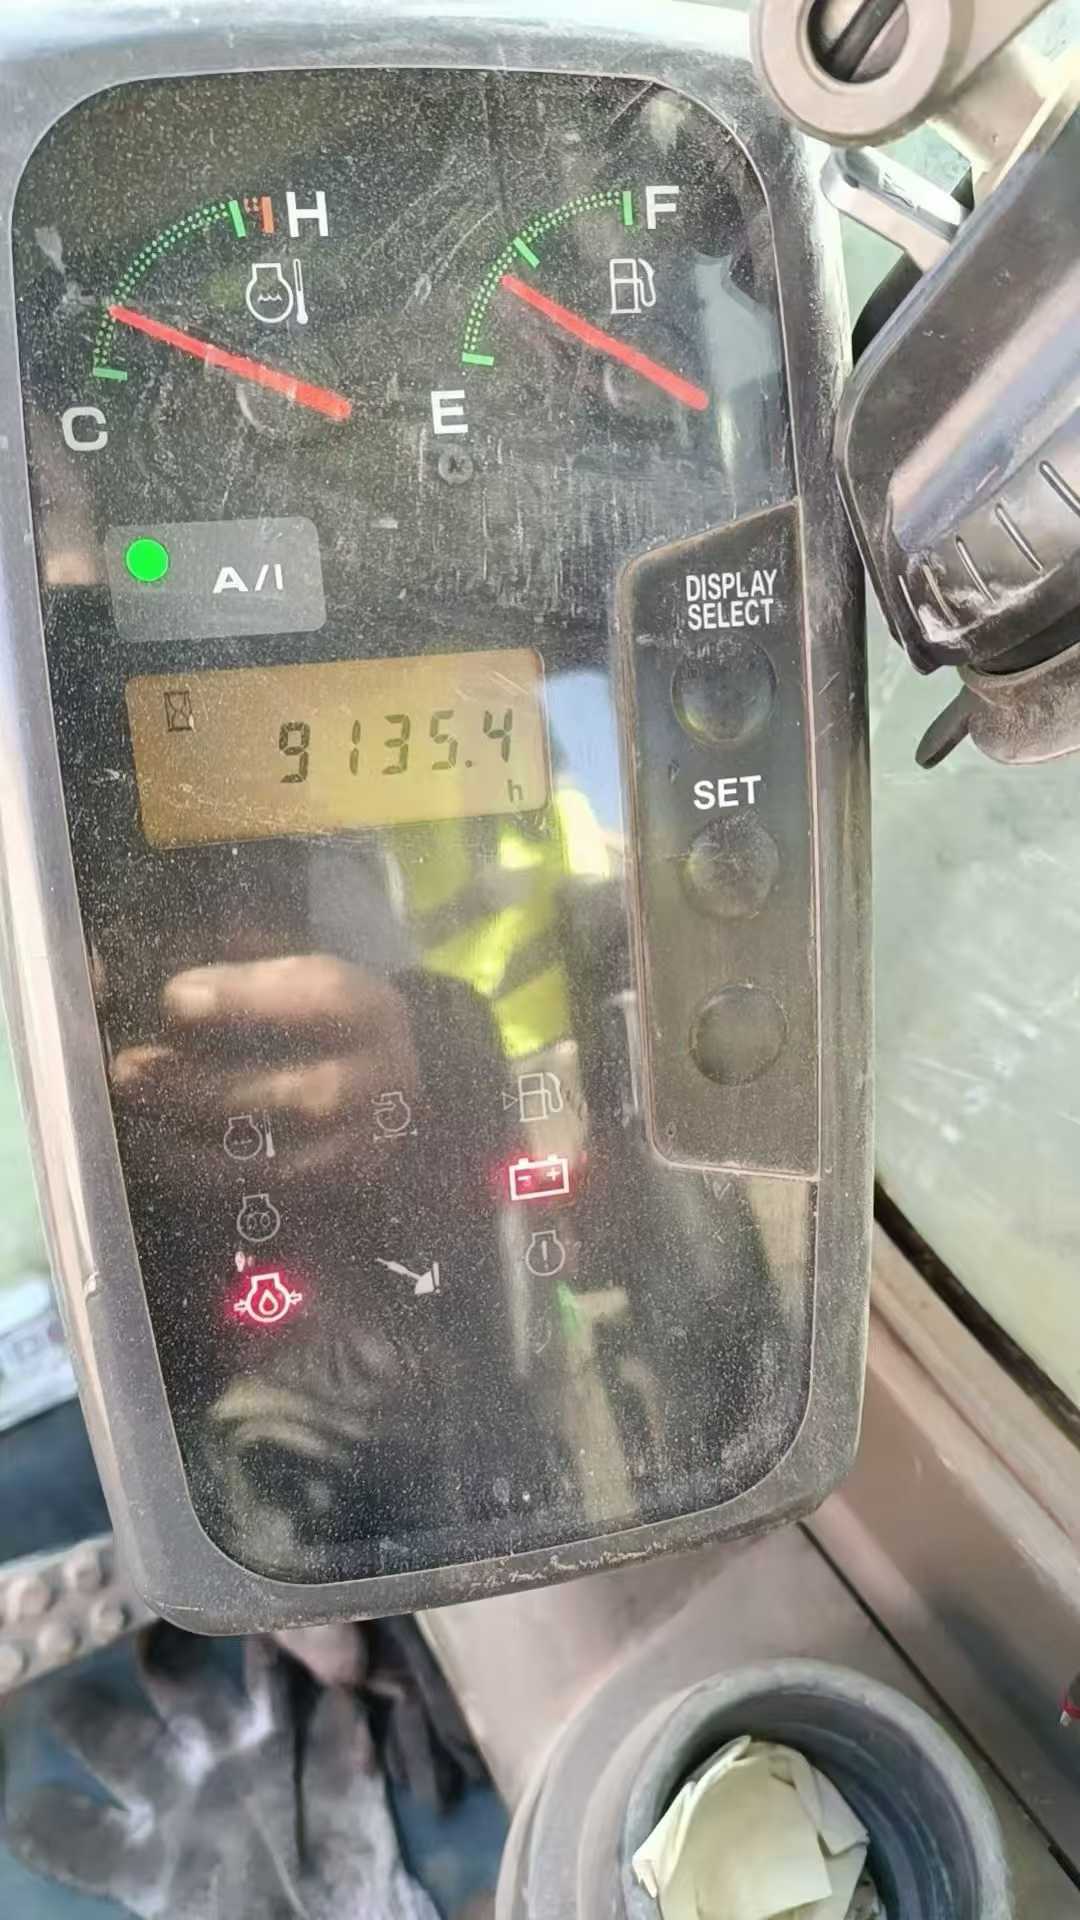 H
F
C
E
A/I
DISPLAY
SELECT
9135.4
h
SET